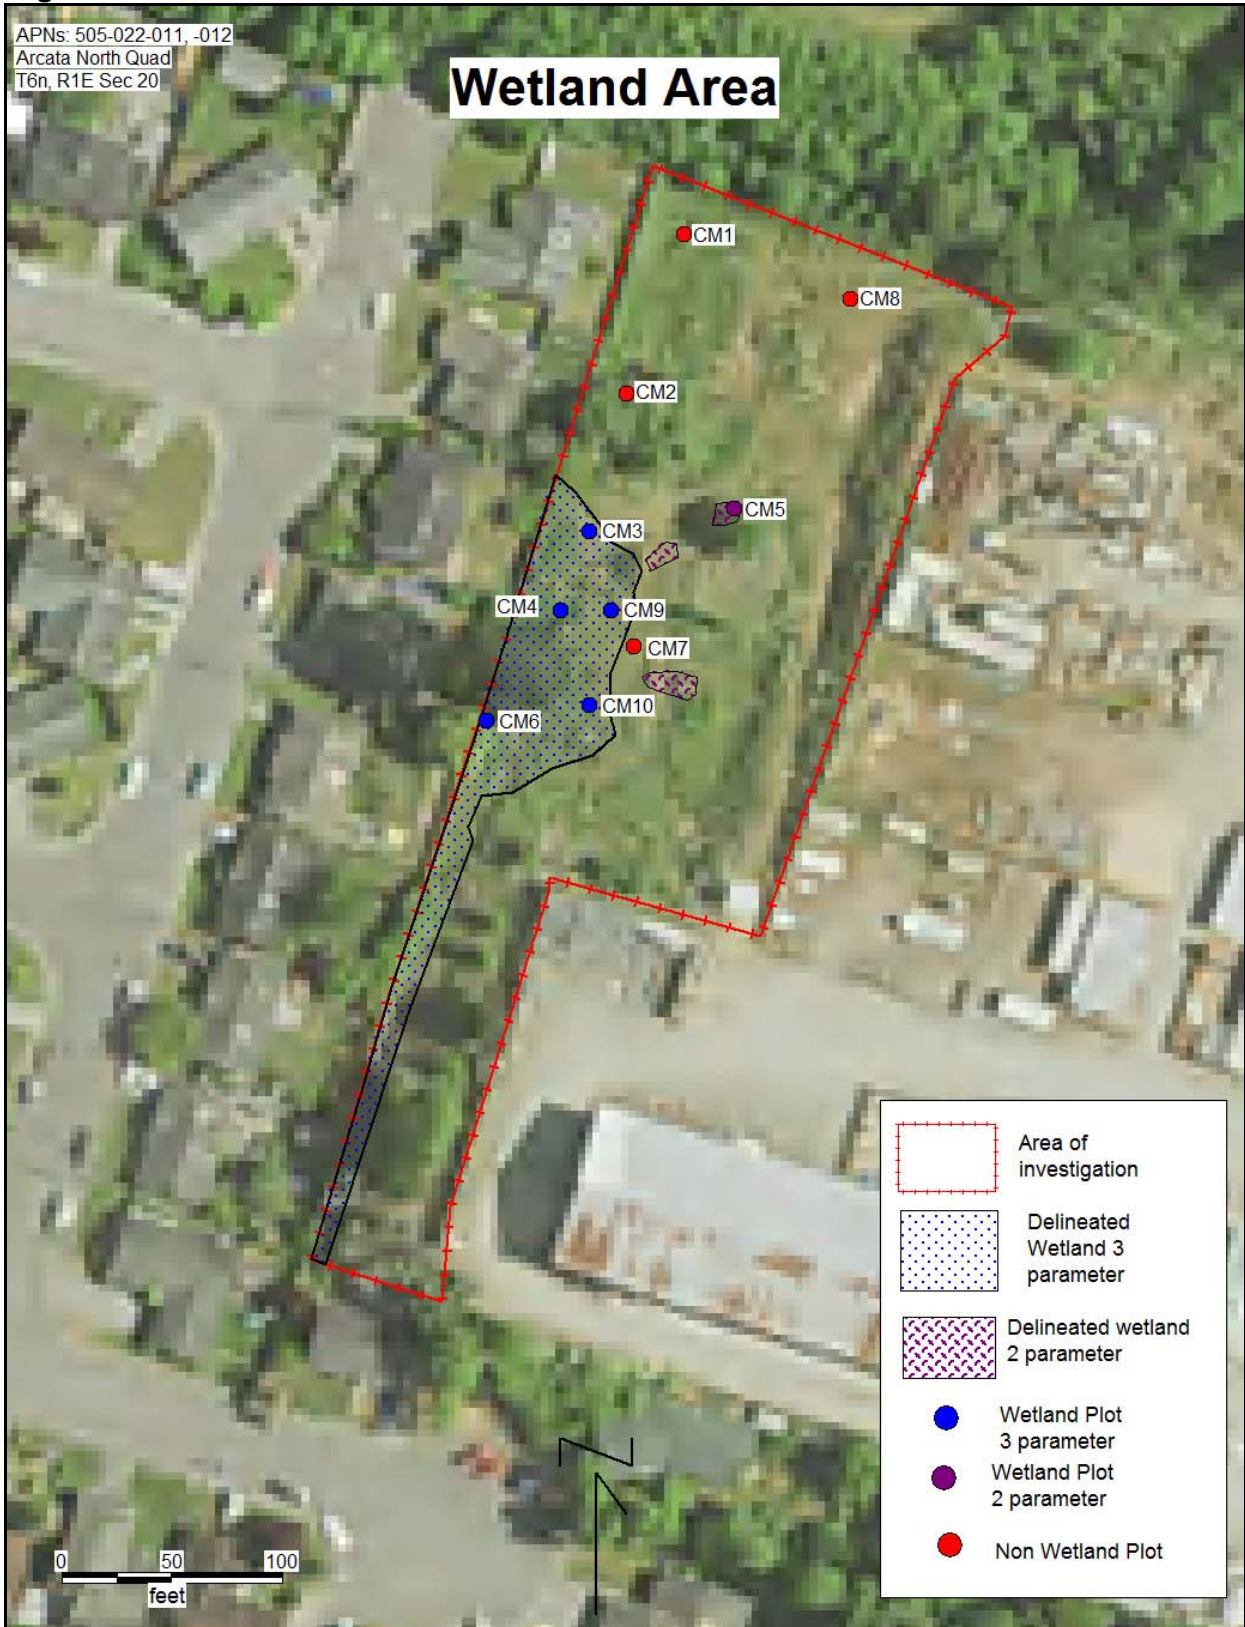 APNs: 505-022-011, -012
Arcata North Quad
T6n, R1E Sec 20
Wetland Area
CM1
CM8
CM2
CM5
CM3
CM4
CM9
CM7
CM10
CM6
Area of
investigation
Delineated
Wetland 3
parameter
Delineated wetland
2 parameter
Wetland Plot
3 parameter
Wetland Plot
2 parameter
Non Wetland Plot
0 50 100
feet